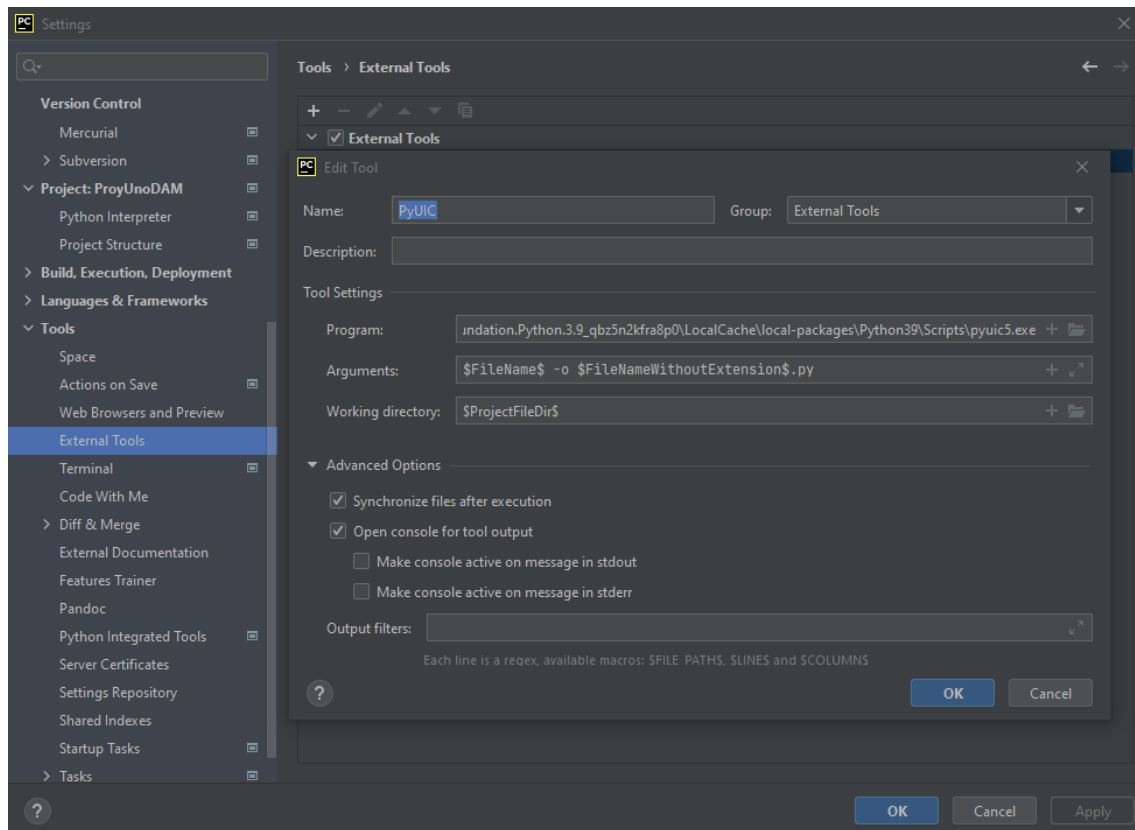 PC Settings
Version Control
Mercurial
Subversion
Project: ProyUnoDAM
Python Interpreter
Project Structure
Build, Execution, Deployment
Languages & Frameworks
Tools
Space
Actions on Save
Web Browsers and Preview
External Tools
Terminal
Code With Me
Diff & Merge
External Documentation
Features Trainer
Pandoc
Python Integrated Tools
Server Certificates
Settings Repository
Shared Indexes
Startup Tasks
Tasks
Tools › External Tools
External Tools
PC Edit Tool
Name: PyUIC Group: External Tools
Description:
Tool Settings
Program: ndation.Python.3.9_qbz5n2kfra8p0\LocalCache\local-packages\Python39\Scripts\pyuic5.exe
Arguments: $FileName$ -o $FileNameWithoutExtension$.py
Working directory: $ProjectFileDir$
Advanced Options
Synchronize files after execution
Open console for tool output
Make console active on message in stdout
Make console active on message in stderr
Output filters:
Each line is a regex, available macros: $FILE_PATH$, $LINE$ and $COLUMN$
? OK Cancel
? OK Cancel Apply